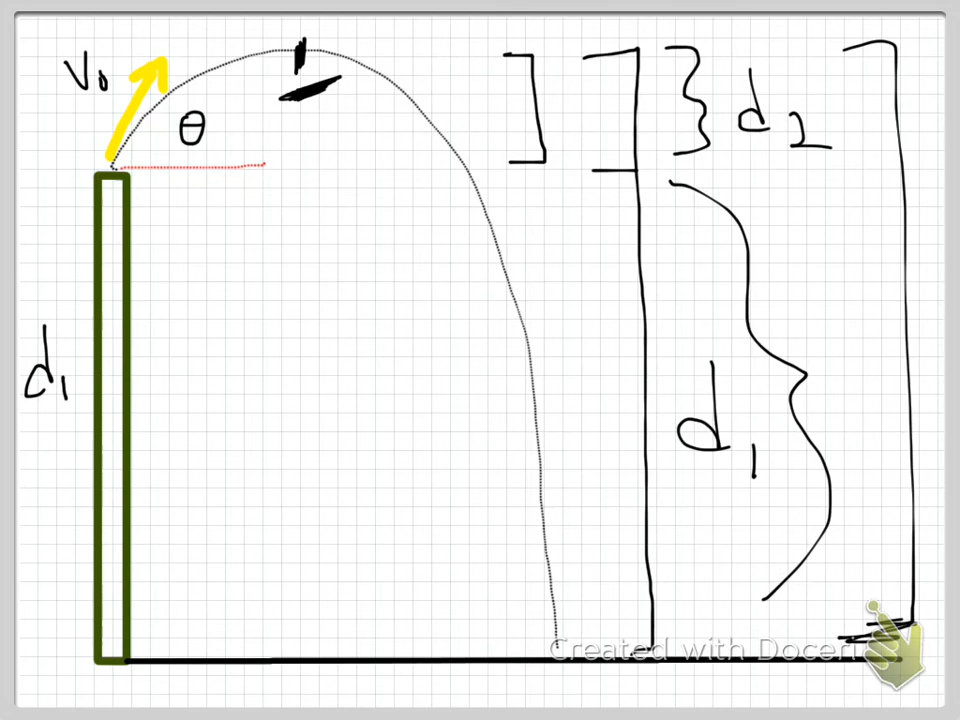 V₀
θ
d₂
d₁
d₁
Created with Doceri